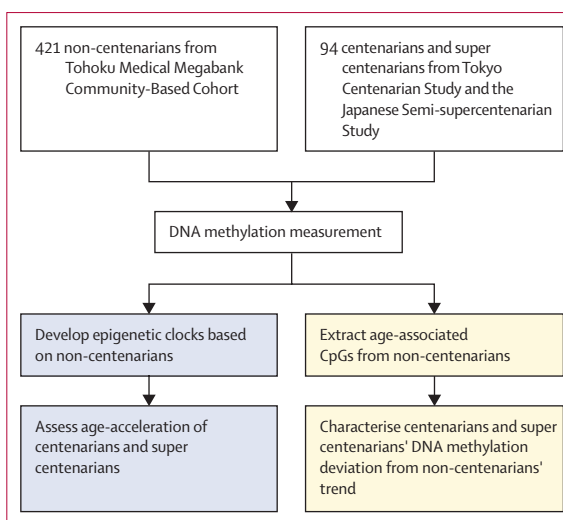 421 non-centenarians from
Tohoku Medical Megabank
Community-Based Cohort
94 centenarians and super
centenarians from Tokyo
Centenarian Study and the
Japanese Semi-supercentenarian
Study
DNA methylation measurement
Develop epigenetic clocks based
on non-centenarians
Extract age-associated
CpGs from non-centenarians
Assess age-acceleration of
centenarians and super
centenarians
Characterise centenarians and super
centenarians' DNA methylation
deviation from non-centenarians'
trend